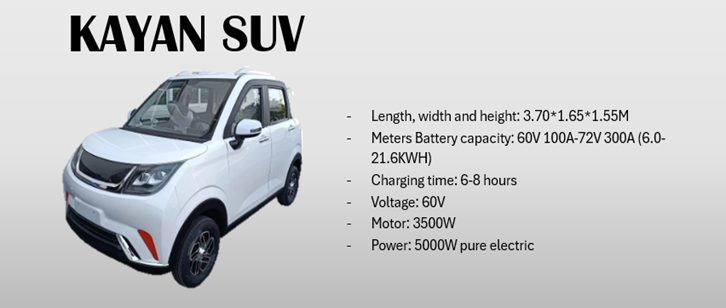 KAYAN SUV
- Length, width and height: 3.70*1.65*1.55M
- Meters Battery capacity: 60V 100A-72V 300A (6.0-
21.6KWH)
- Charging time: 6-8 hours
- Voltage: 60V
- Motor: 3500W
- Power: 5000W pure electric